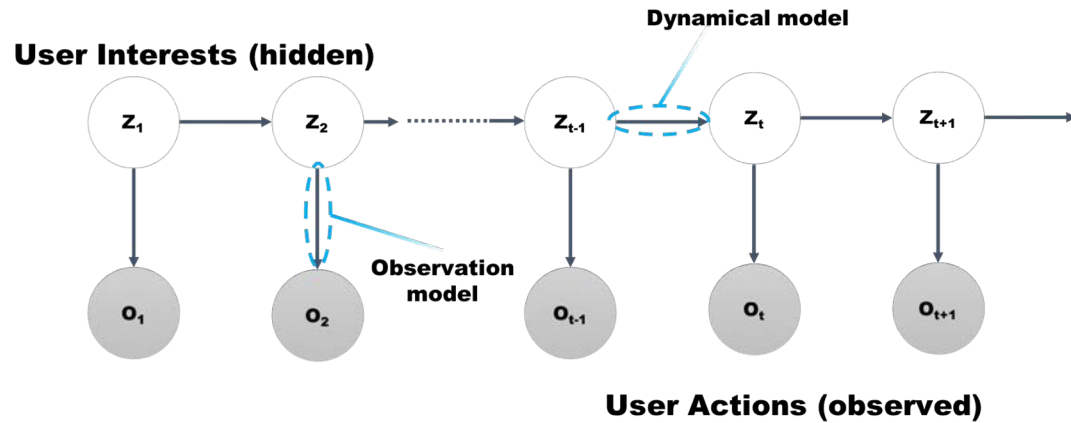 Dynamical model
User Interests (hidden)
Z₁ Z₂ Zₜ₋₁ Zₜ Zₜ₊₁
Observation
model
O₁ O₂ Oₜ₋₁ Oₜ Oₜ₊₁
User Actions (observed)